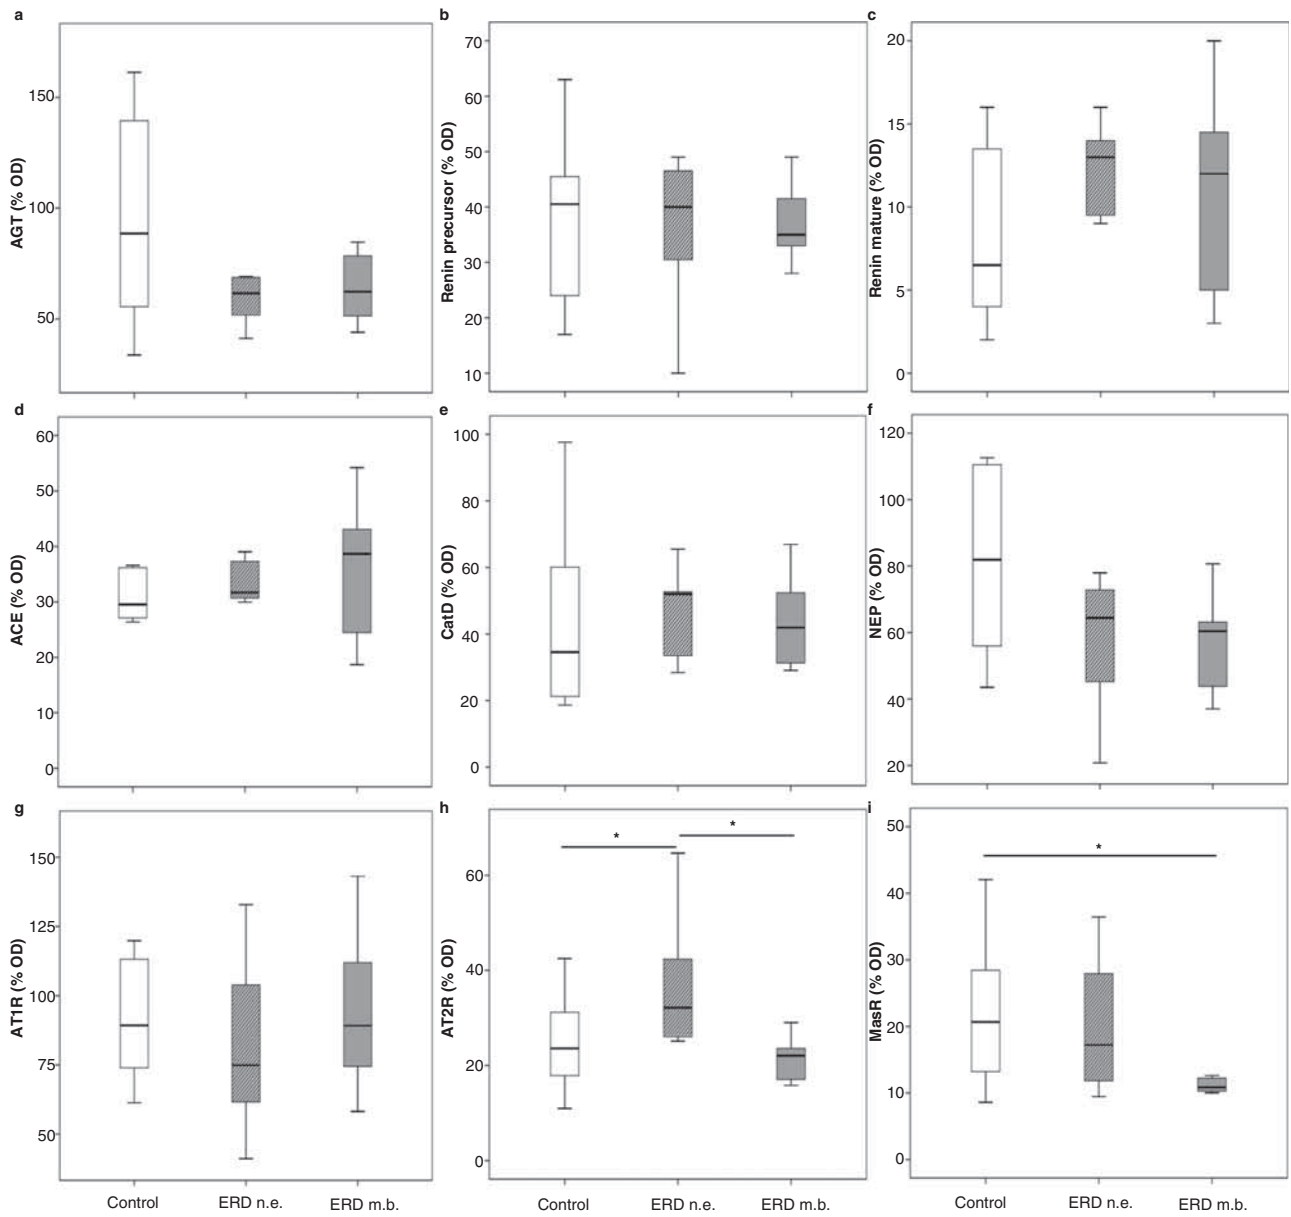 a
AGT (% OD)
150
100
50
b
Renin precursor (% OD)
70
60
50
40
30
20
10
c
Renin mature (% OD)
20
15
10
5
0
d
ACE (% OD)
60
50
40
30
20
10
0
e
CatD (% OD)
100
80
60
40
20
0
f
NEP (% OD)
120
100
80
60
40
20
g
AT1R (% OD)
150
125
100
75
50
h
AT2R (% OD)
60
40
20
0
*
*
i
MasR (% OD)
50
40
30
20
10
0
*
Control ERD n.e. ERD m.b.
Control ERD n.e. ERD m.b.
Control ERD n.e. ERD m.b.